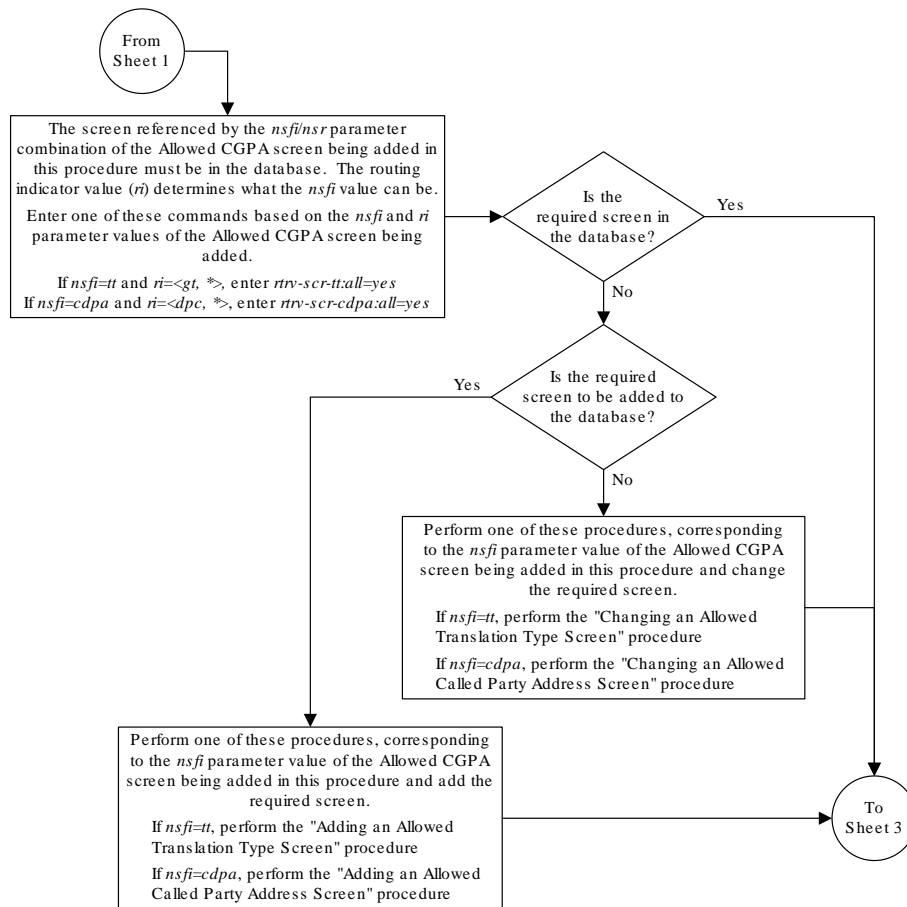 From
Sheet 1
The screen referenced by the nsfi/nsr parameter
combination of the Allowed CGPA screen being added in
this procedure must be in the database. The routing
indicator value (ri) determines what the nsfi value can be.
Enter one of these commands based on the nsfi and ri
parameter values of the Allowed CGPA screen being
added.
If nsfi=tt and ri=<gt, *>, enter rtrv-scr-tt:all=yes
If nsfi=cdpa and ri=<dpc, *>, enter rtrv-scr-cdpa:all=yes
Is the
required screen in
the database?
Yes
No
Is the required
screen to be added to
the database?
Yes
No
Perform one of these procedures, corresponding
to the nsfi parameter value of the Allowed CGPA
screen being added in this procedure and change
the required screen.
If nsfi=tt, perform the "Changing an Allowed
Translation Type Screen" procedure
If nsfi=cdpa, perform the "Changing an Allowed
Called Party Address Screen" procedure
Perform one of these procedures, corresponding
to the nsfi parameter value of the Allowed CGPA
screen being added in this procedure and add the
required screen.
If nsfi=tt, perform the "Adding an Allowed
Translation Type Screen" procedure
If nsfi=cdpa, perform the "Adding an Allowed
Called Party Address Screen" procedure
To
Sheet 3